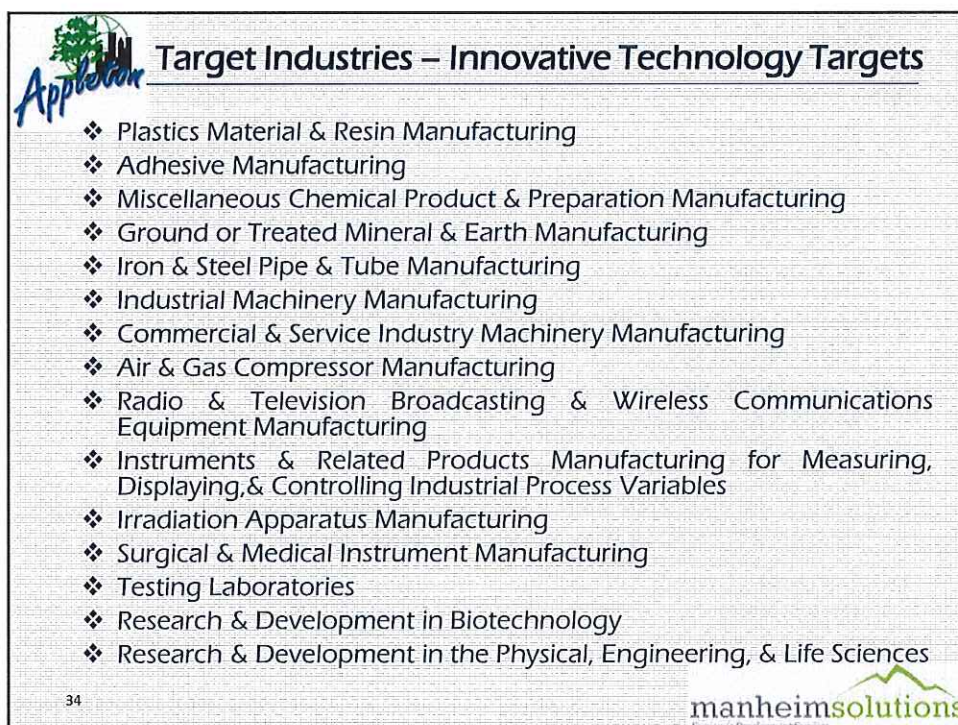 Appleton
Target Industries – Innovative Technology Targets
❖ Plastics Material & Resin Manufacturing
❖ Adhesive Manufacturing
❖ Miscellaneous Chemical Product & Preparation Manufacturing
❖ Ground or Treated Mineral & Earth Manufacturing
❖ Iron & Steel Pipe & Tube Manufacturing
❖ Industrial Machinery Manufacturing
❖ Commercial & Service Industry Machinery Manufacturing
❖ Air & Gas Compressor Manufacturing
❖ Radio & Television Broadcasting & Wireless Communications
Equipment Manufacturing
❖ Instruments & Related Products Manufacturing for Measuring,
Displaying,& Controlling Industrial Process Variables
❖ Irradiation Apparatus Manufacturing
❖ Surgical & Medical Instrument Manufacturing
❖ Testing Laboratories
❖ Research & Development in Biotechnology
❖ Research & Development in the Physical, Engineering, & Life Sciences
34
manheimsolutions